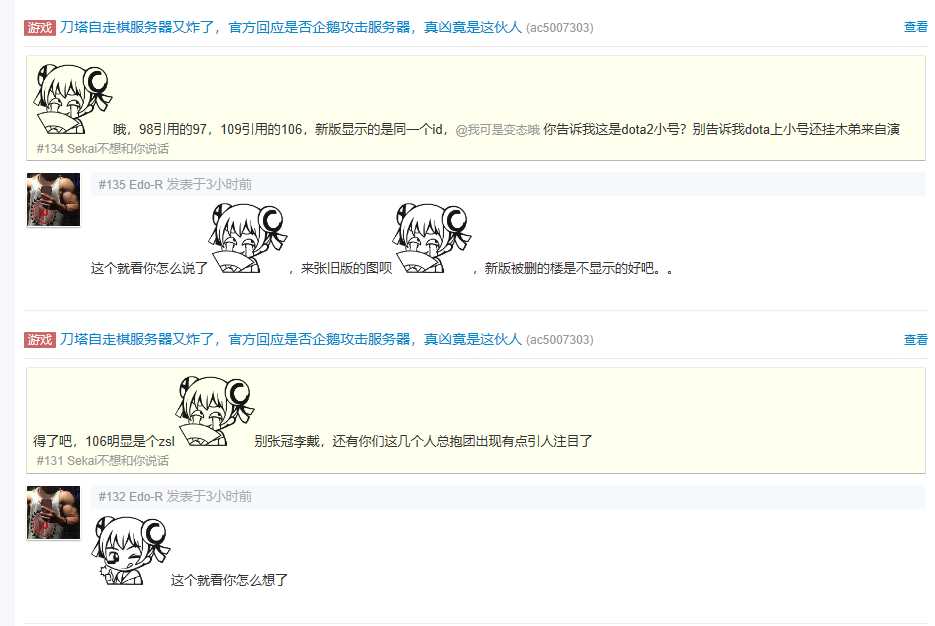 游戏 刀塔自走棋服务器又炸了，官方回应是否企鹅攻击服务器，真凶竟是这伙人 (ac5007303) 查看
哦，98引用的97，109引用的106，新版显示的是同一个id，@我可是变态哦 你告诉我这是dota2小号？别告诉我dota上小号还挂木弟来自演
#134 Sekai不想和你说话
#135 Edo-R 发表于3小时前
这个就看你怎么说了 ，来张旧版的图呗 ，新版被删的楼是不显示的好吧。。
游戏 刀塔自走棋服务器又炸了，官方回应是否企鹅攻击服务器，真凶竟是这伙人 (ac5007303) 查看
得了吧，106明显是个zsl 别张冠李戴，还有你们这几个人总抱团出现有点引人注目了
#131 Sekai不想和你说话
#132 Edo-R 发表于3小时前
这个就看你怎么想了